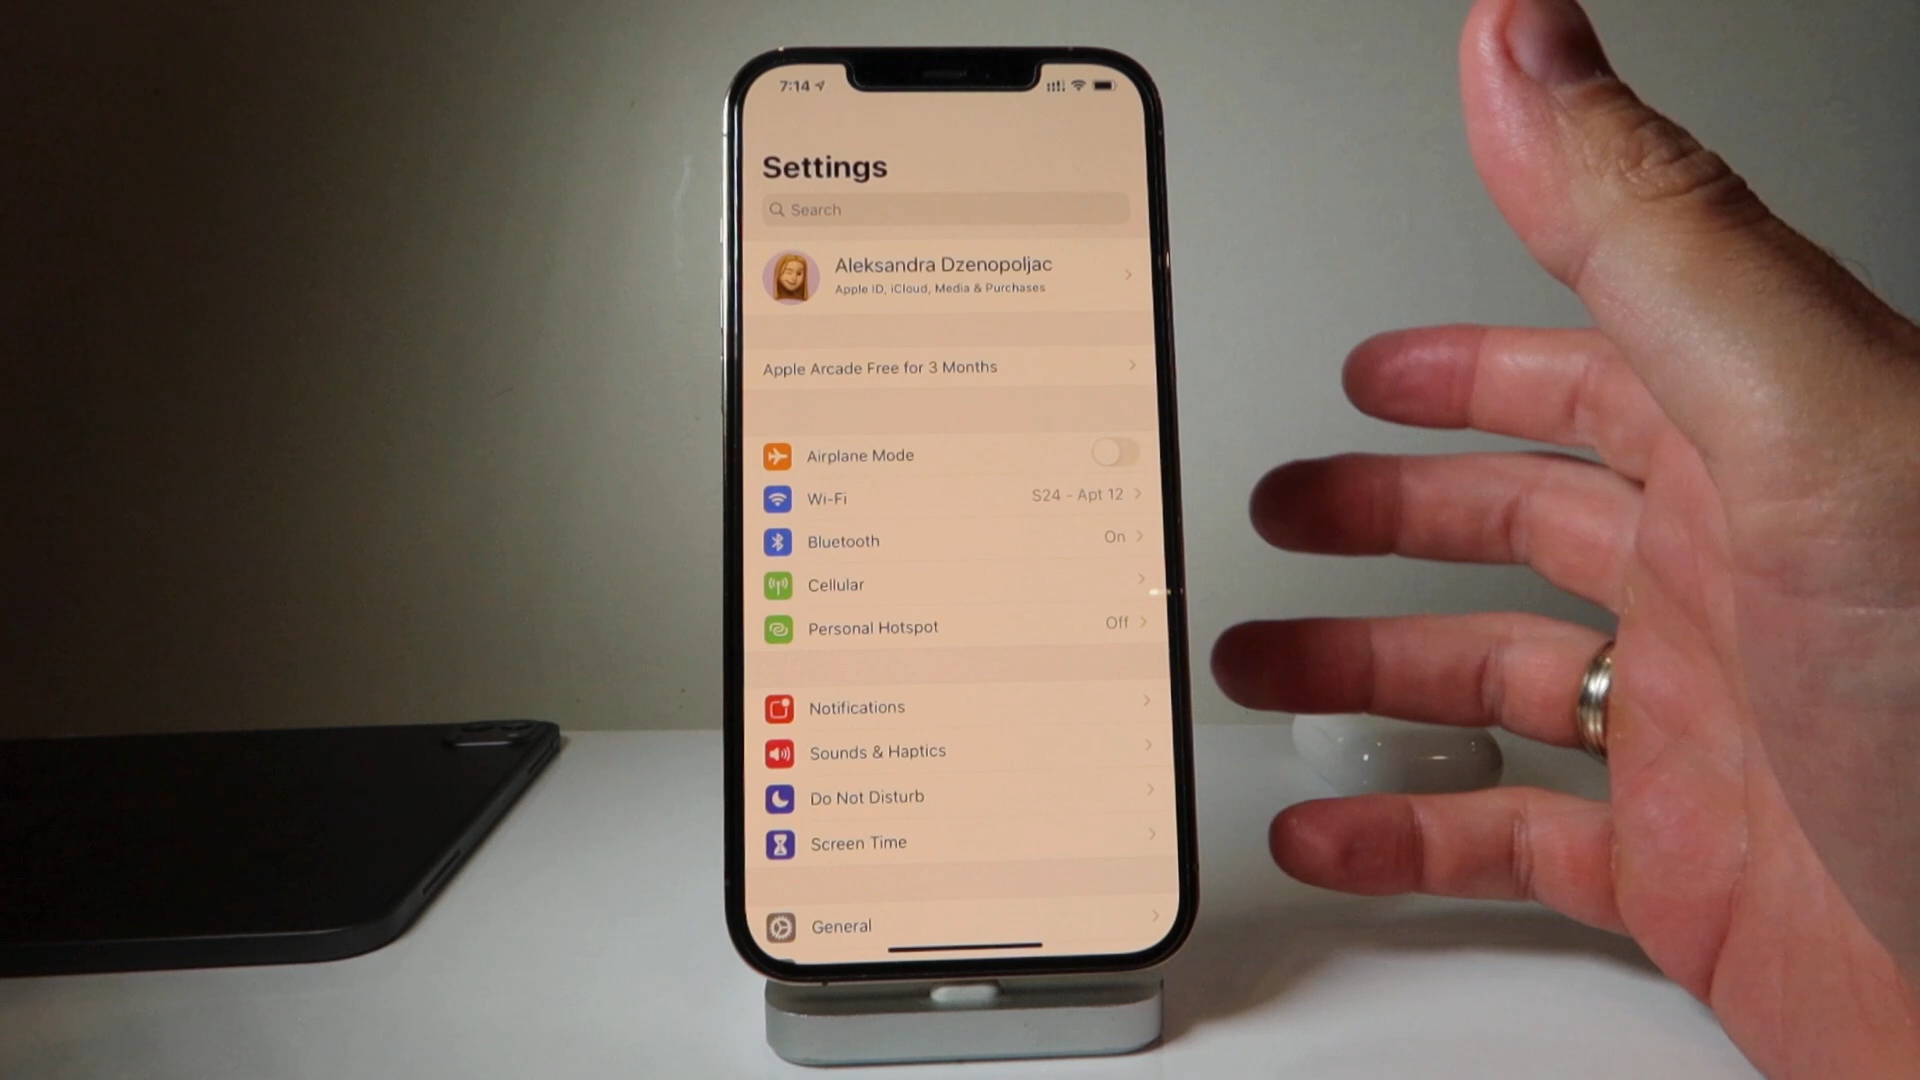 7:14
Settings
Search
Aleksandra Dzenopoljac
Apple ID, iCloud, Media & Purchases
Apple Arcade Free for 3 Months
Airplane Mode
Wi-Fi S24 - Apt 12
Bluetooth On
Cellular
Personal Hotspot Off
Notifications
Sounds & Haptics
Do Not Disturb
Screen Time
General